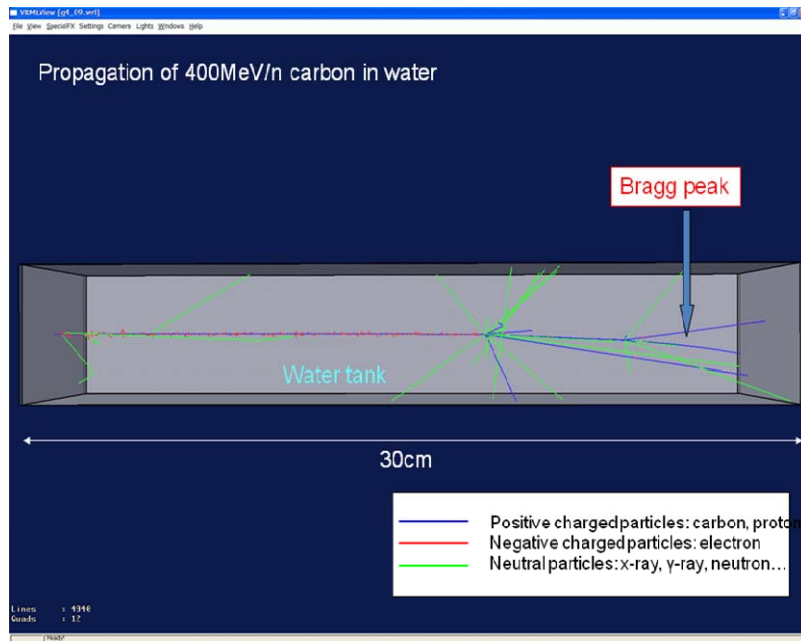 VRMLView [g4_09.wrl]
File View SpecialFX Settings Camera Lights Windows Help
Propagation of 400MeV/n carbon in water
Bragg peak
Water tank
30cm
Positive charged particles: carbon, proton
Negative charged particles: electron
Neutral particles: x-ray, γ-ray, neutron…
Lines : 4940
Quads : 12
Ready!